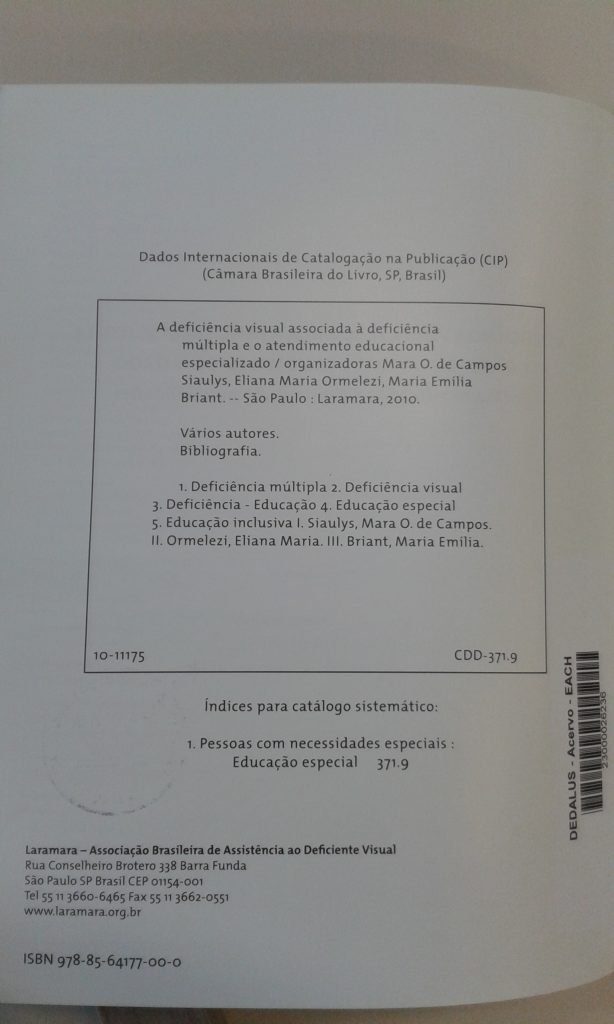 Dados Internacionais de Catalogação na Publicação (CIP)
(Câmara Brasileira do Livro, SP, Brasil)
A deficiência visual associada à deficiência
múltipla e o atendimento educacional
especializado / organizadoras Mara O. de Campos
Siaulys, Eliana Maria Ormelezi, Maria Emília
Briant. -- São Paulo : Laramara, 2010.
Vários autores.
Bibliografia.
1. Deficiência múltipla 2. Deficiência visual
3. Deficiência - Educação 4. Educação especial
5. Educação inclusiva I. Siaulys, Mara O. de Campos.
II. Ormelezi, Eliana Maria. III. Briant, Maria Emília.
10-11175 CDD-371.9
Índices para catálogo sistemático:
1. Pessoas com necessidades especiais :
Educação especial 371.9
DEDALUS - Acervo - EACH
23000026236
Laramara – Associação Brasileira de Assistência ao Deficiente Visual
Rua Conselheiro Brotero 338 Barra Funda
São Paulo SP Brasil CEP 01154-001
Tel 55 11 3660-6465 Fax 55 11 3662-0551
www.laramara.org.br
ISBN 978-85-64177-00-0